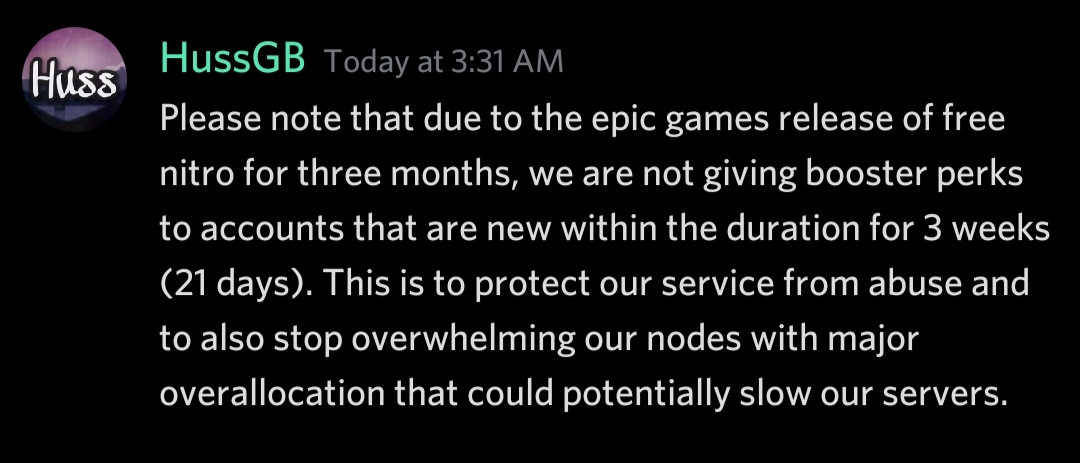 Huss
HussGB Today at 3:31 AM
Please note that due to the epic games release of free
nitro for three months, we are not giving booster perks
to accounts that are new within the duration for 3 weeks
(21 days). This is to protect our service from abuse and
to also stop overwhelming our nodes with major
overallocation that could potentially slow our servers.